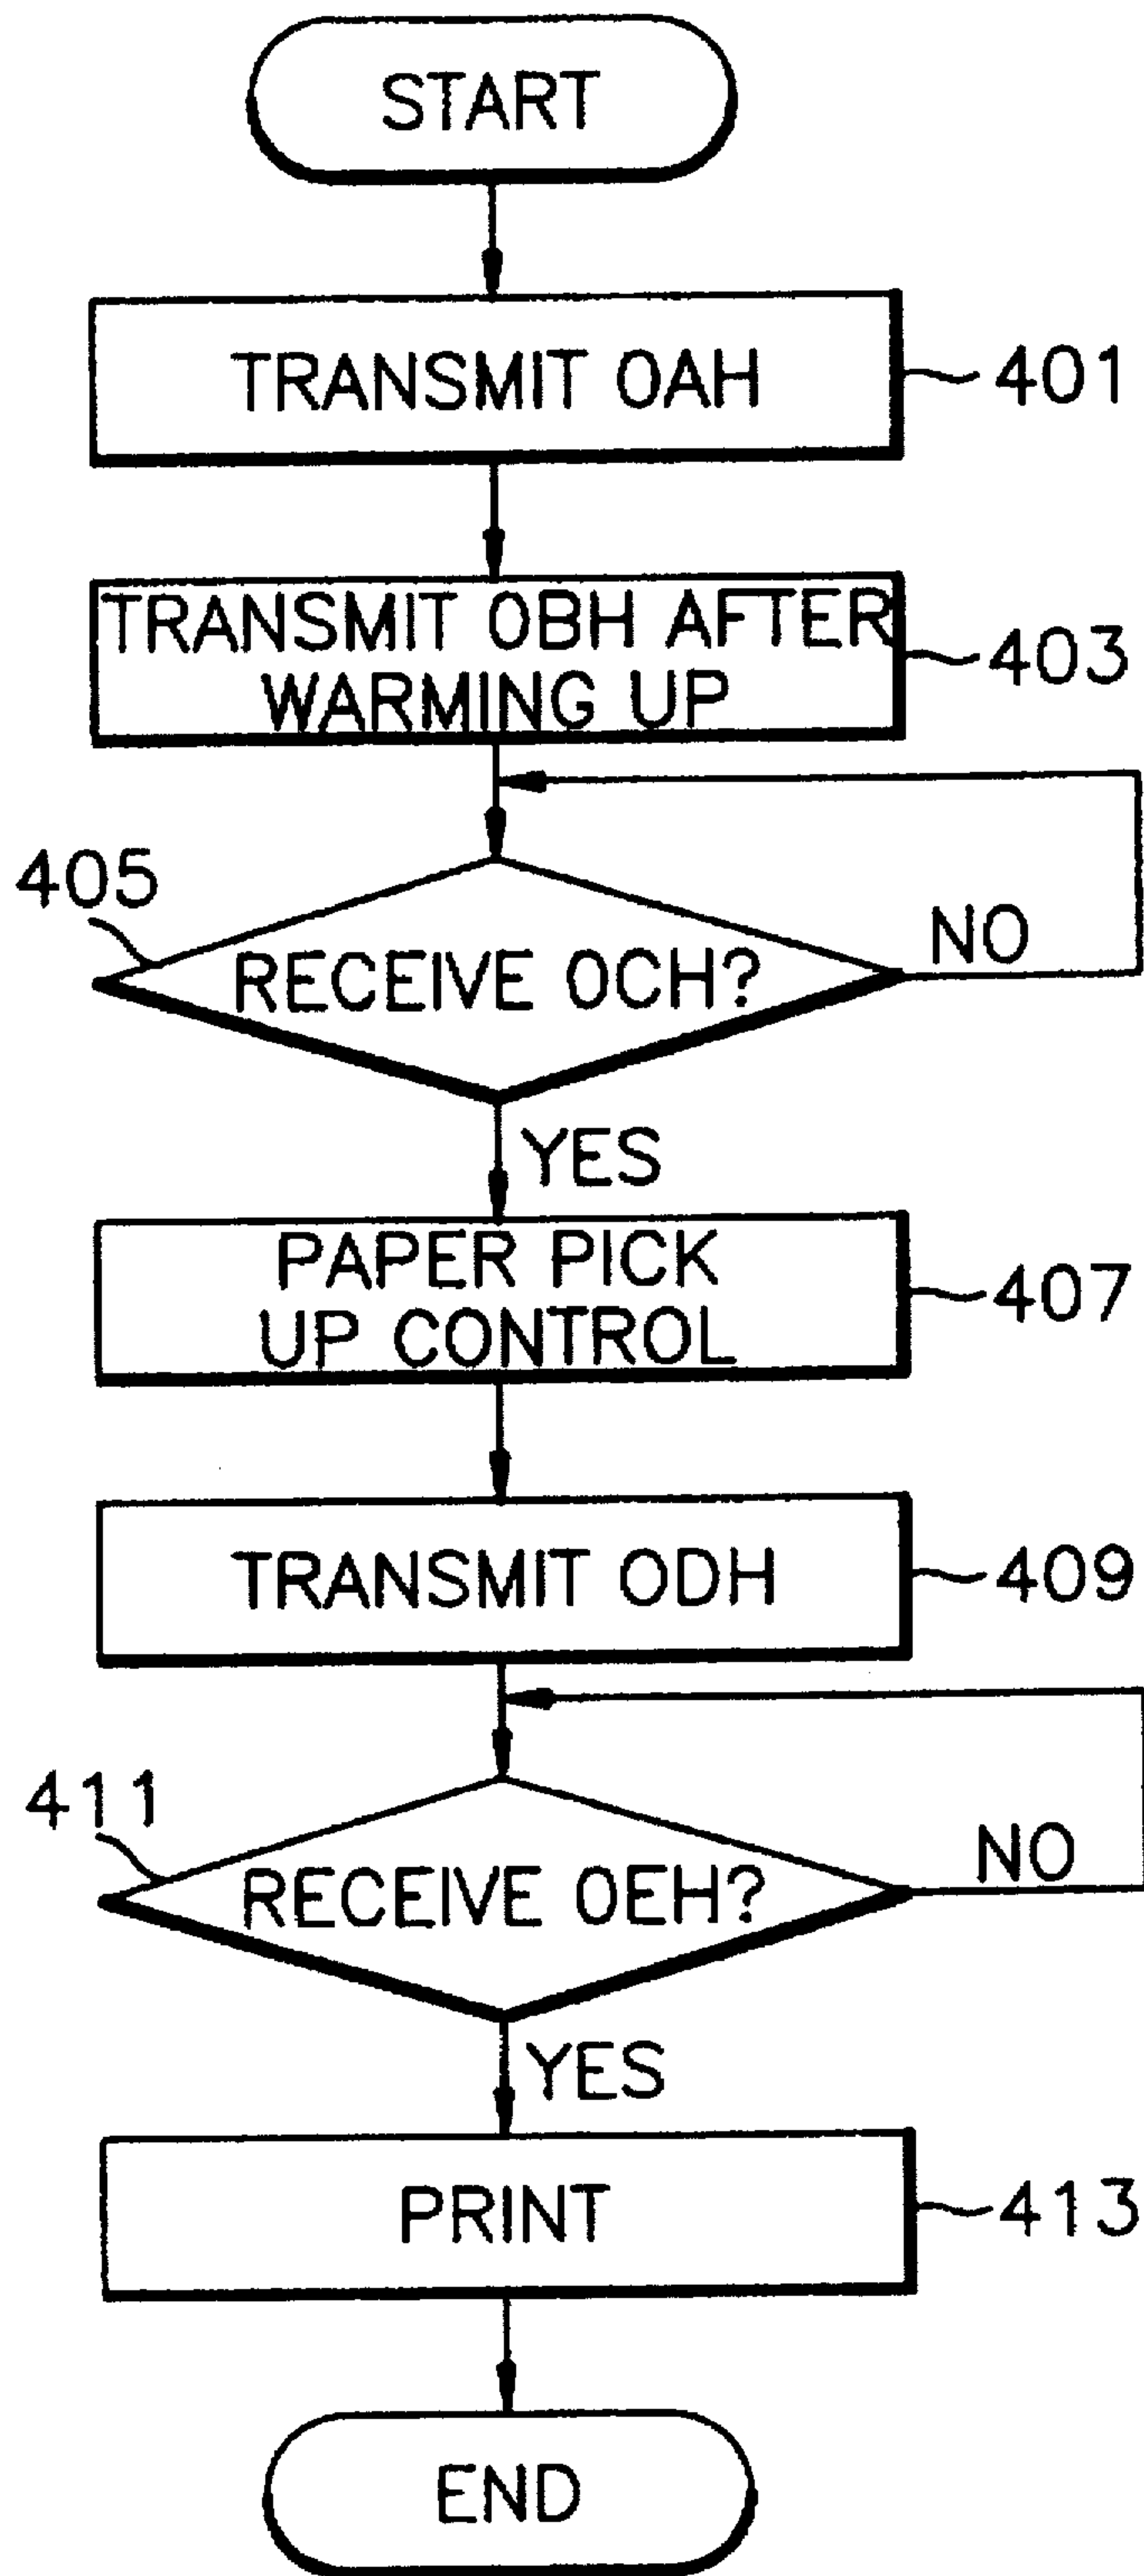 START
TRANSMIT 0AH
401
TRANSMIT 0BH AFTER
WARMING UP
403
405
RECEIVE 0CH?
NO
YES
PAPER PICK
UP CONTROL
407
TRANSMIT 0DH
409
411
RECEIVE 0EH?
NO
YES
PRINT
413
END